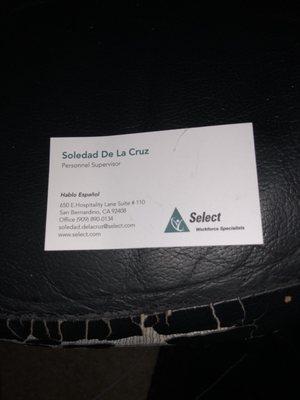 Soledad De La Cruz
Personnel Supervisor
Hablo Español
650 E.Hospitality Lane Suite # 110
San Bernardino, CA 92408
Office (909) 890-0134
soledad.delacruz@select.com
www.select.com
Select
Workforce Specialists